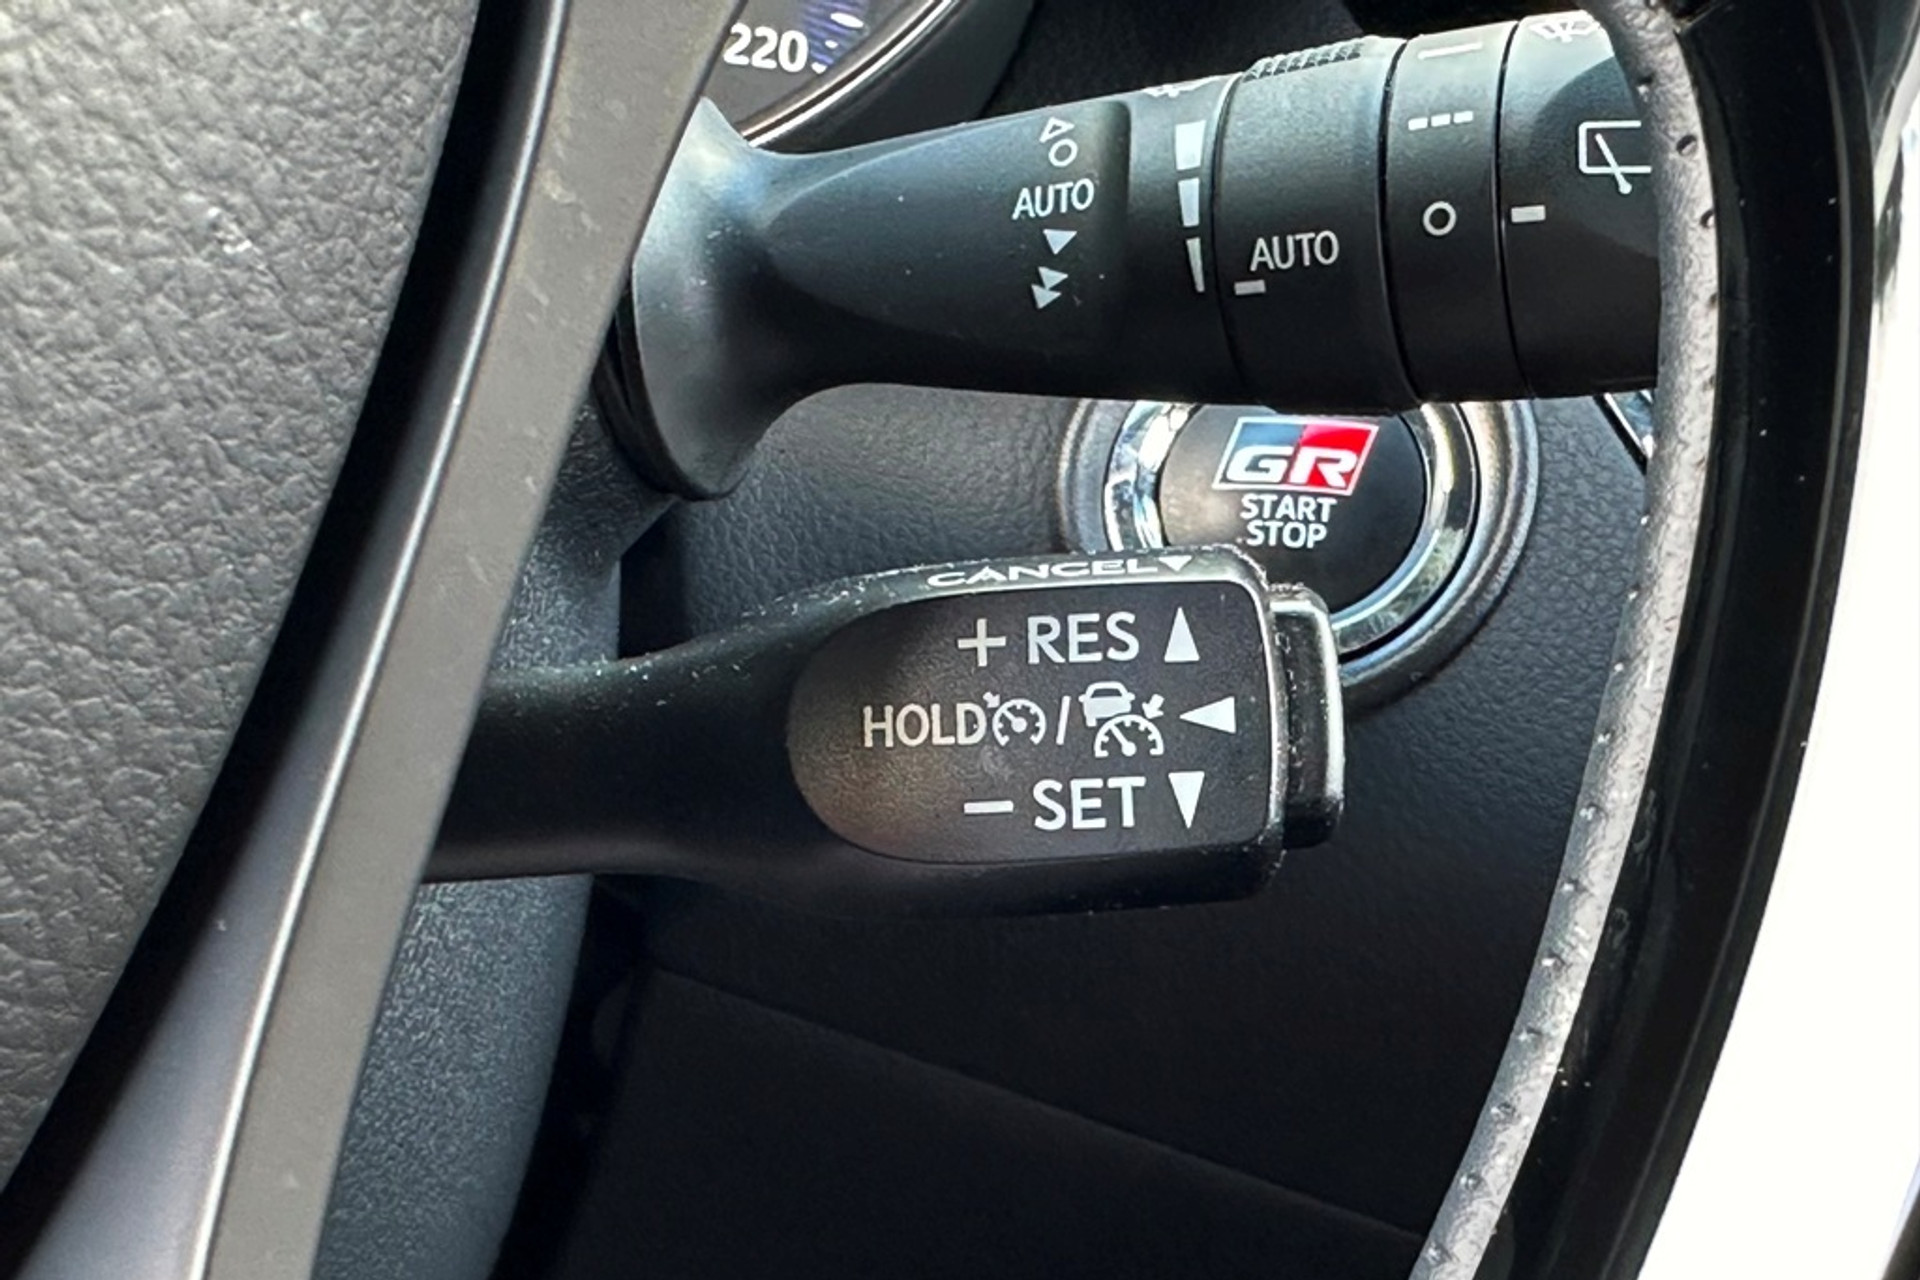 220
AUTO
AUTO
GR
START
STOP
CANCEL▼
+ RES ▲
HOLD / ◀
− SET ▼